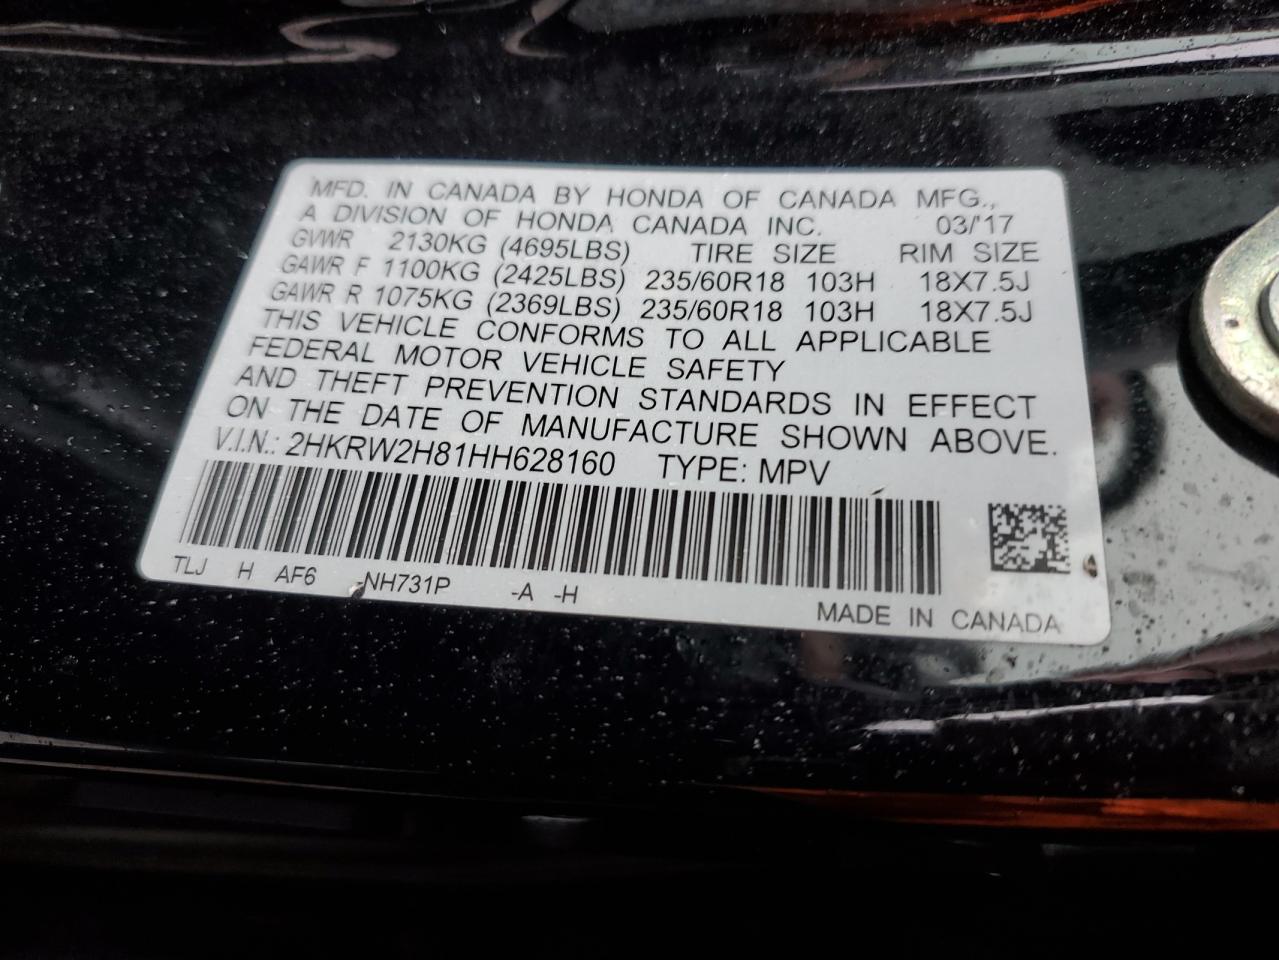 MFD. IN CANADA BY HONDA OF CANADA MFG.,
A DIVISION OF HONDA CANADA INC. 03/'17
GVWR 2130KG (4695LBS) TIRE SIZE RIM SIZE
GAWR F 1100KG (2425LBS) 235/60R18 103H 18X7.5J
GAWR R 1075KG (2369LBS) 235/60R18 103H 18X7.5J
THIS VEHICLE CONFORMS TO ALL APPLICABLE
FEDERAL MOTOR VEHICLE SAFETY
AND THEFT PREVENTION STANDARDS IN EFFECT
ON THE DATE OF MANUFACTURE SHOWN ABOVE.
V.I.N.: 2HKRW2H81HH628160 TYPE: MPV
TLJ H AF6 -NH731P -A -H
MADE IN CANADA